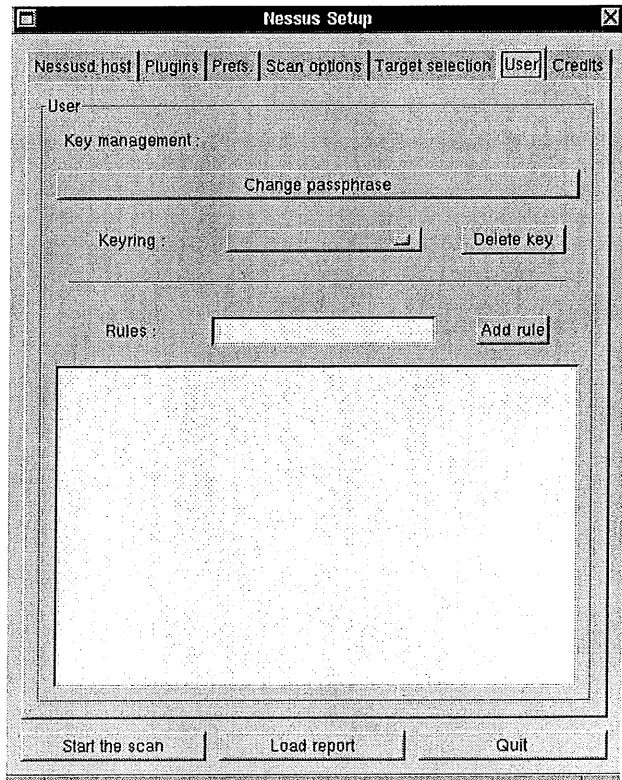 Nessus Setup
Nessusd host Plugins Prefs. Scan options Target selection User Credits
User
Key management :
Change passphrase
Keyring : Delete key
Rules : Add rule
Start the scan Load report Quit